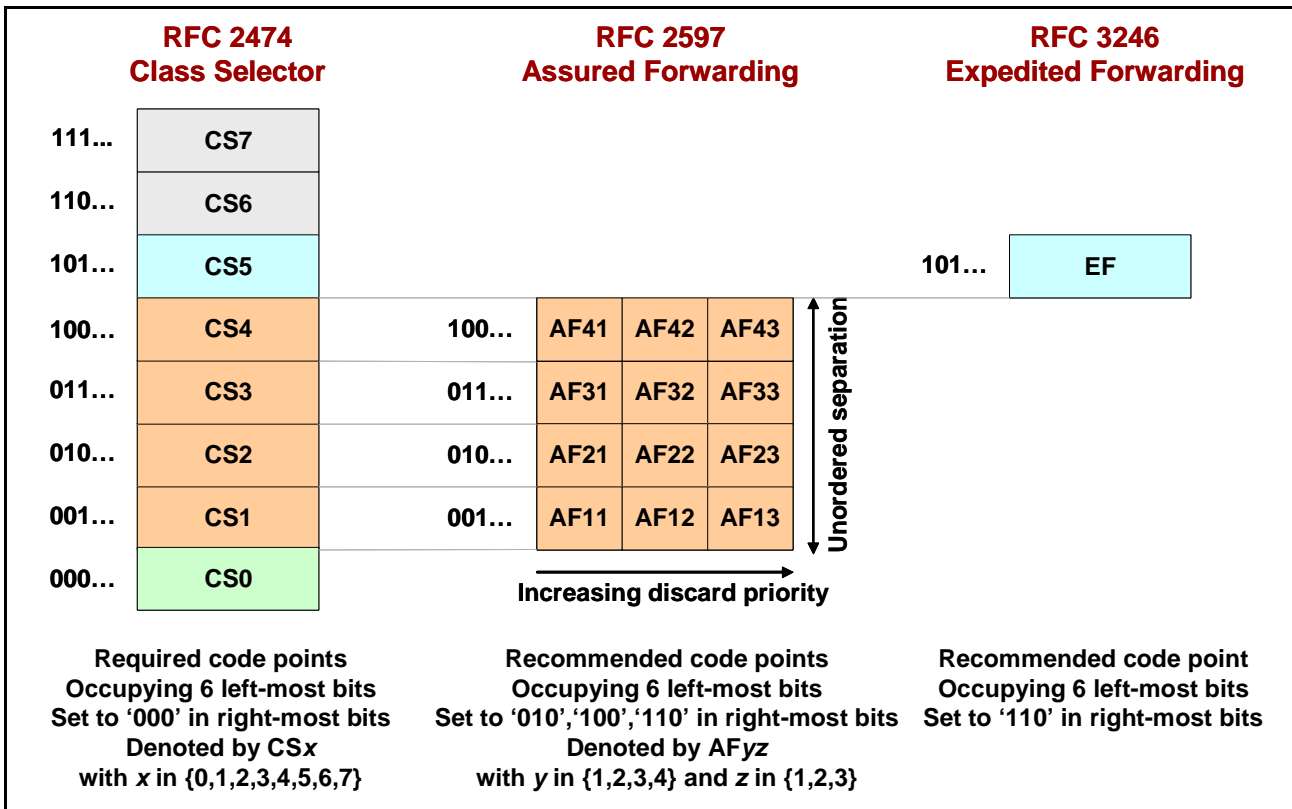 RFC 2474
Class Selector
RFC 2597
Assured Forwarding
RFC 3246
Expedited Forwarding
111... CS7
110… CS6
101… CS5
101… EF
100… CS4
100… AF41 AF42 AF43
011… CS3
011… AF31 AF32 AF33
010… CS2
010… AF21 AF22 AF23
001… CS1
001… AF11 AF12 AF13
000… CS0
Unordered separation
Increasing discard priority
Required code points
Occupying 6 left-most bits
Set to ‘000’ in right-most bits
Denoted by CSx
with x in {0,1,2,3,4,5,6,7}
Recommended code points
Occupying 6 left-most bits
Set to ‘010’,‘100’,‘110’ in right-most bits
Denoted by AFyz
with y in {1,2,3,4} and z in {1,2,3}
Recommended code point
Occupying 6 left-most bits
Set to ‘110’ in right-most bits